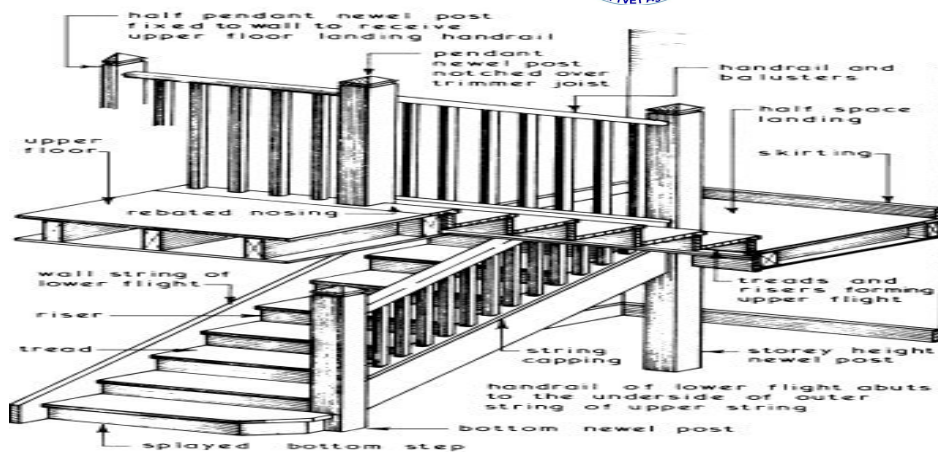 half pendant newel post
fixed to wall to receive
upper floor landing handrail
pendant
newel post
notched over
trimmer joist
handrail and
balusters
half space
landing
upper
floor
skirting
rebated nosing
wall string of
lower flight
treads and
risers forming
upper flight
riser
tread
string
capping
storey height
newel post
handrail of lower flight abuts
to the underside of outer
string of upper string
bottom newel post
splayed bottom step